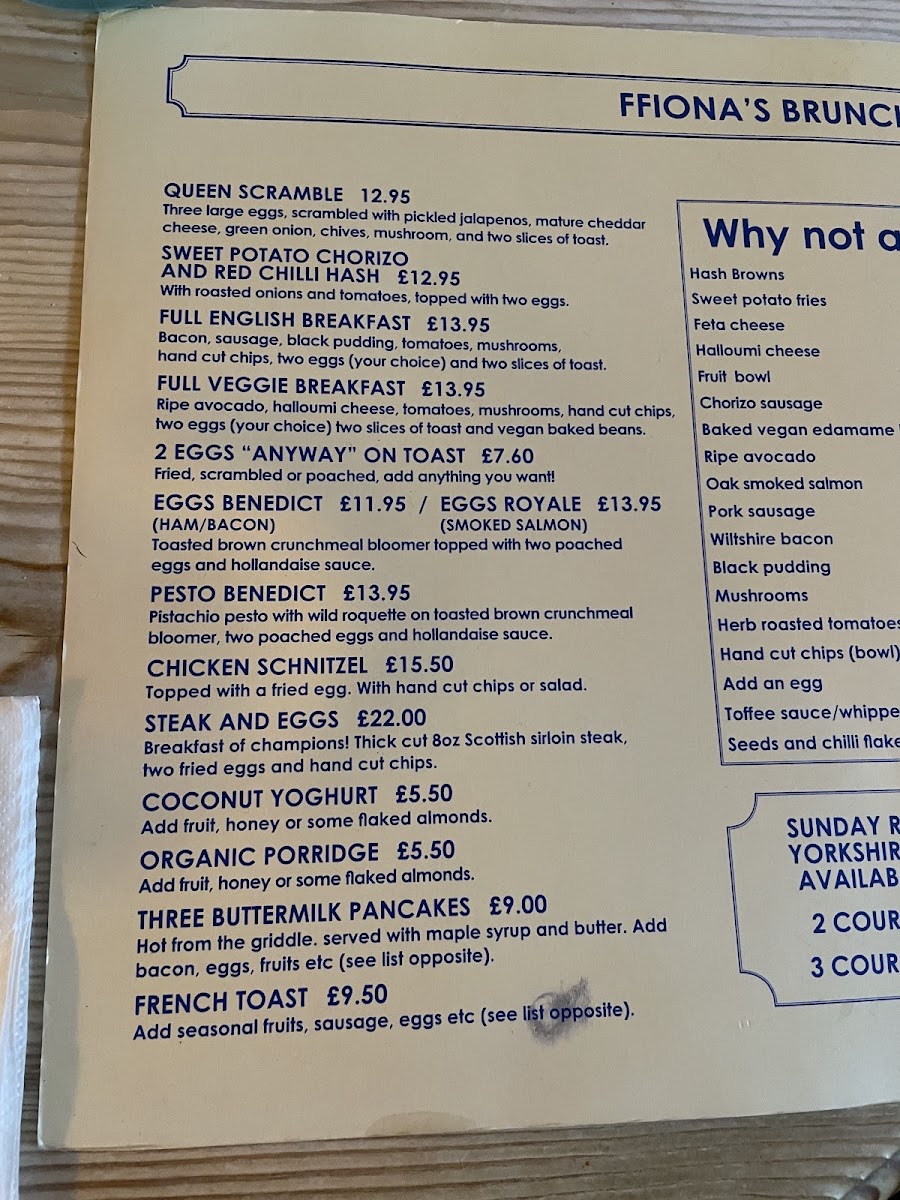 FFIONA'S BRUNCH
QUEEN SCRAMBLE 12.95
Three large eggs, scrambled with pickled jalapenos, mature cheddar
cheese, green onion, chives, mushroom, and two slices of toast.
SWEET POTATO CHORIZO
AND RED CHILLI HASH £12.95
With roasted onions and tomatoes, topped with two eggs.
FULL ENGLISH BREAKFAST £13.95
Bacon, sausage, black pudding, tomatoes, mushrooms,
hand cut chips, two eggs (your choice) and two slices of toast.
FULL VEGGIE BREAKFAST £13.95
Ripe avocado, halloumi cheese, tomatoes, mushrooms, hand cut chips,
two eggs (your choice) two slices of toast and vegan baked beans.
2 EGGS "ANYWAY" ON TOAST £7.60
Fried, scrambled or poached, add anything you want!
EGGS BENEDICT £11.95 / EGGS ROYALE £13.95
(HAM/BACON) (SMOKED SALMON)
Toasted brown crunchmeal bloomer topped with two poached
eggs and hollandaise sauce.
PESTO BENEDICT £13.95
Pistachio pesto with wild roquette on toasted brown crunchmeal
bloomer, two poached eggs and hollandaise sauce.
CHICKEN SCHNITZEL £15.50
Topped with a fried egg. With hand cut chips or salad.
STEAK AND EGGS £22.00
Breakfast of champions! Thick cut 8oz Scottish sirloin steak,
two fried eggs and hand cut chips.
COCONUT YOGHURT £5.50
Add fruit, honey or some flaked almonds.
ORGANIC PORRIDGE £5.50
Add fruit, honey or some flaked almonds.
THREE BUTTERMILK PANCAKES £9.00
Hot from the griddle. served with maple syrup and butter. Add
bacon, eggs, fruits etc (see list opposite).
FRENCH TOAST £9.50
Add seasonal fruits, sausage, eggs etc (see list opposite).
Why not a
Hash Browns
Sweet potato fries
Feta cheese
Halloumi cheese
Fruit bowl
Chorizo sausage
Baked vegan edamame
Ripe avocado
Oak smoked salmon
Pork sausage
Wiltshire bacon
Black pudding
Mushrooms
Herb roasted tomatoes
Hand cut chips (bowl)
Add an egg
Toffee sauce/whippe
Seeds and chilli flake
SUNDAY R
YORKSHIR
AVAILAB
2 COUR
3 COUR